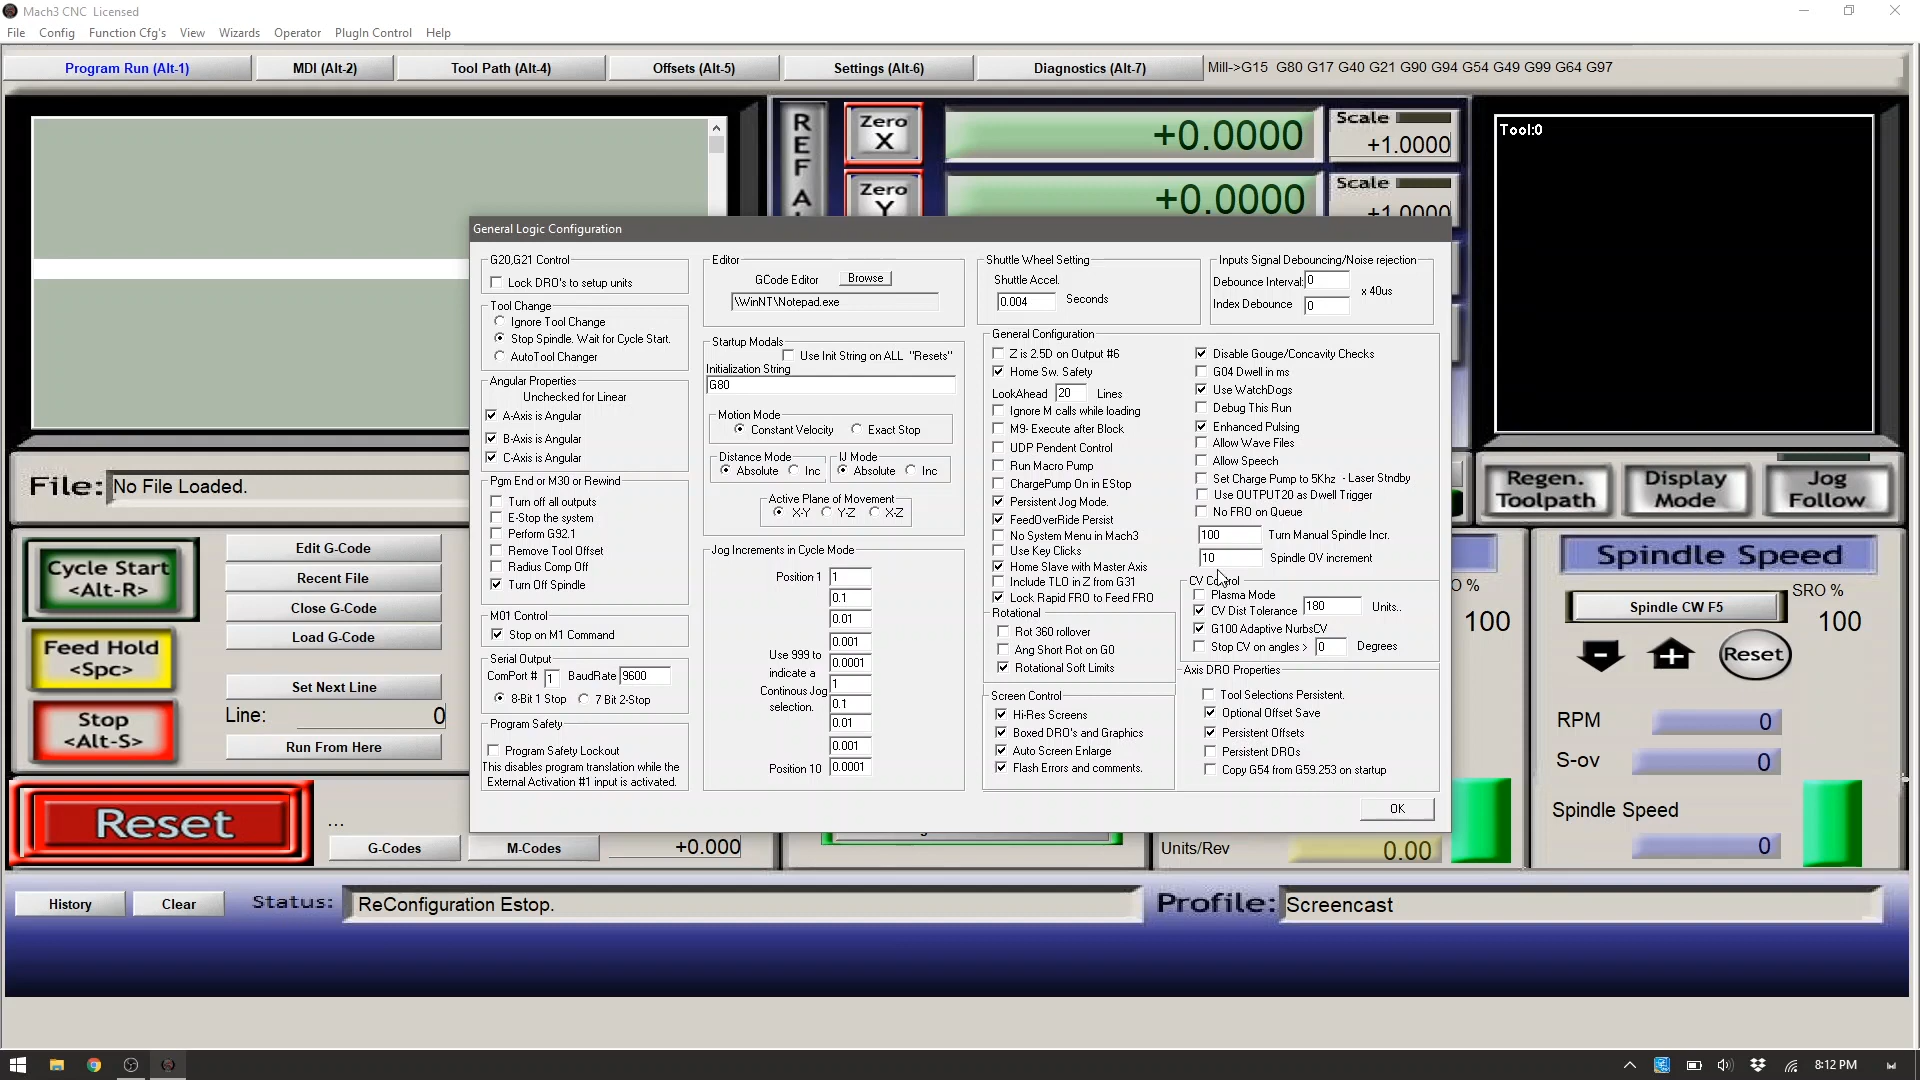 Mach3 CNC Licensed
File Config Function Cfg's View Wizards Operator PlugIn Control Help
Program Run (Alt-1) MDI (Alt-2) Tool Path (Alt-4) Offsets (Alt-5) Settings (Alt-6) Diagnostics (Alt-7) Mill->G15 G80 G17 G40 G21 G90 G94 G54 G49 G99 G64 G97
REF A
Zero X +0.0000 Scale +1.0000
Zero Y +0.0000 Scale +1.0000
Tool:0
File: No File Loaded.
Regen. Toolpath Display Mode Jog Follow
Cycle Start <Alt-R>
Feed Hold <Spc>
Stop <Alt-S>
Reset
Edit G-Code
Recent File
Close G-Code
Load G-Code
Set Next Line
Line: 0
Run From Here
...
G-Codes M-Codes +0.000
General Logic Configuration
G20,G21 Control
Lock DRO's to setup units
Tool Change
Ignore Tool Change
Stop Spindle. Wait for Cycle Start.
AutoTool Changer
Angular Properties
Unchecked for Linear
A-Axis is Angular
B-Axis is Angular
C-Axis is Angular
Pgm End or M30 or Rewind
Turn off all outputs
E-Stop the system
Perform G92.1
Remove Tool Offset
Radius Comp Off
Turn Off Spindle
M01 Control
Stop on M1 Command
Serial Output
ComPort # 1 BaudRate 9600
8-Bit 1 Stop 7 Bit 2-Stop
Program Safety
Program Safety Lockout
This disables program translation while the
External Activation #1 input is activated.
Editor
GCode Editor Browse
\WinNT\Notepad.exe
Startup Modals
Use Init String on ALL "Resets"
Initialization String
G80
Motion Mode
Constant Velocity Exact Stop
Distance Mode
Absolute Inc
IJ Mode
Absolute Inc
Active Plane of Movement
X-Y Y-Z X-Z
Jog Increments in Cycle Mode
Position 1 1
0.1
0.01
0.001
0.0001
1
0.1
0.01
0.001
Position 10 0.0001
Use 999 to
indicate a
Continous Jog
selection.
Shuttle Wheel Setting
Shuttle Accel.
0.004 Seconds
Inputs Signal Debouncing/Noise rejection
Debounce Interval: 0
x 40us
Index Debounce 0
General Configuration
Z is 2.5D on Output #6
Home Sw. Safety
LookAhead 20 Lines
Ignore M calls while loading
M9- Execute after Block
UDP Pendent Control
Run Macro Pump
ChargePump On in EStop
Persistent Jog Mode.
FeedOverRide Persist
No System Menu in Mach3
Use Key Clicks
Home Slave with Master Axis
Include TLO in Z from G31
Lock Rapid FRO to Feed FRO
Disable Gouge/Concavity Checks
G04 Dwell in ms
Use WatchDogs
Debug This Run
Enhanced Pulsing
Allow Wave Files
Allow Speech
Set Charge Pump to 5Khz - Laser Stndby
Use OUTPUT20 as Dwell Trigger
No FRO on Queue
100 Turn Manual Spindle Incr.
10 Spindle OV increment
Rotational
Rot 360 rollover
Ang Short Rot on G0
Rotational Soft Limits
Screen Control
Hi-Res Screens
Boxed DRO's and Graphics
Auto Screen Enlarge
Flash Errors and comments.
CV Control
Plasma Mode
CV Dist Tolerance 180 Units..
G100 Adaptive NurbsCV
Stop CV on angles > 0 Degrees
Axis DRO Properties
Tool Selections Persistent.
Optional Offset Save
Persistent Offsets
Persistent DROs
Copy G54 from G59.253 on startup
OK
O %
100
Units/Rev 0.00
Spindle Speed
Spindle CW F5 SRO %
100
Reset
RPM 0
S-ov 0
Spindle Speed
0
History Clear Status: ReConfiguration Estop. Profile: Screencast
8:12 PM